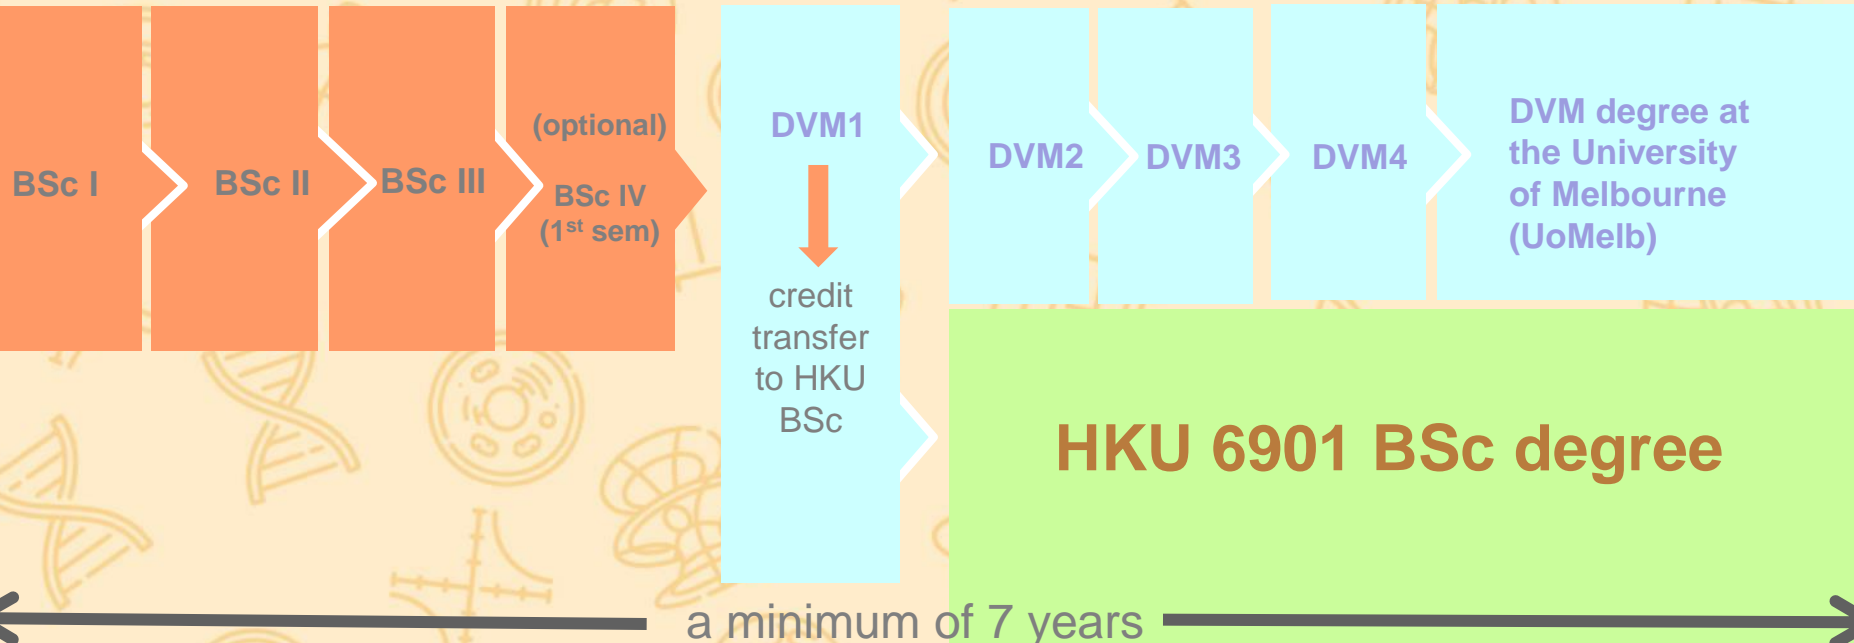 BSc I
BSc II
BSc III
(optional)
BSc IV
(1st sem)
DVM1
credit
transfer
to HKU
BSc
DVM2
DVM3
DVM4
DVM degree at
the University
of Melbourne
(UoMelb)
HKU 6901 BSc degree
a minimum of 7 years